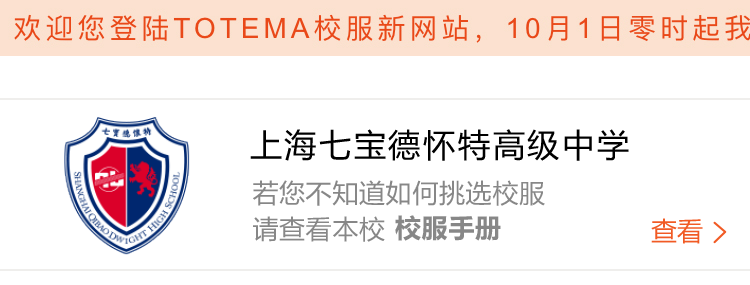 欢迎您登陆TOTEMA校服新网站，10月1日零时起我
七寶德懷特
SHANGHAI QIBAO DWIGHT HIGH SCHOOL
上海七宝德怀特高级中学
若您不知道如何挑选校服
请查看本校 校服手册
查看